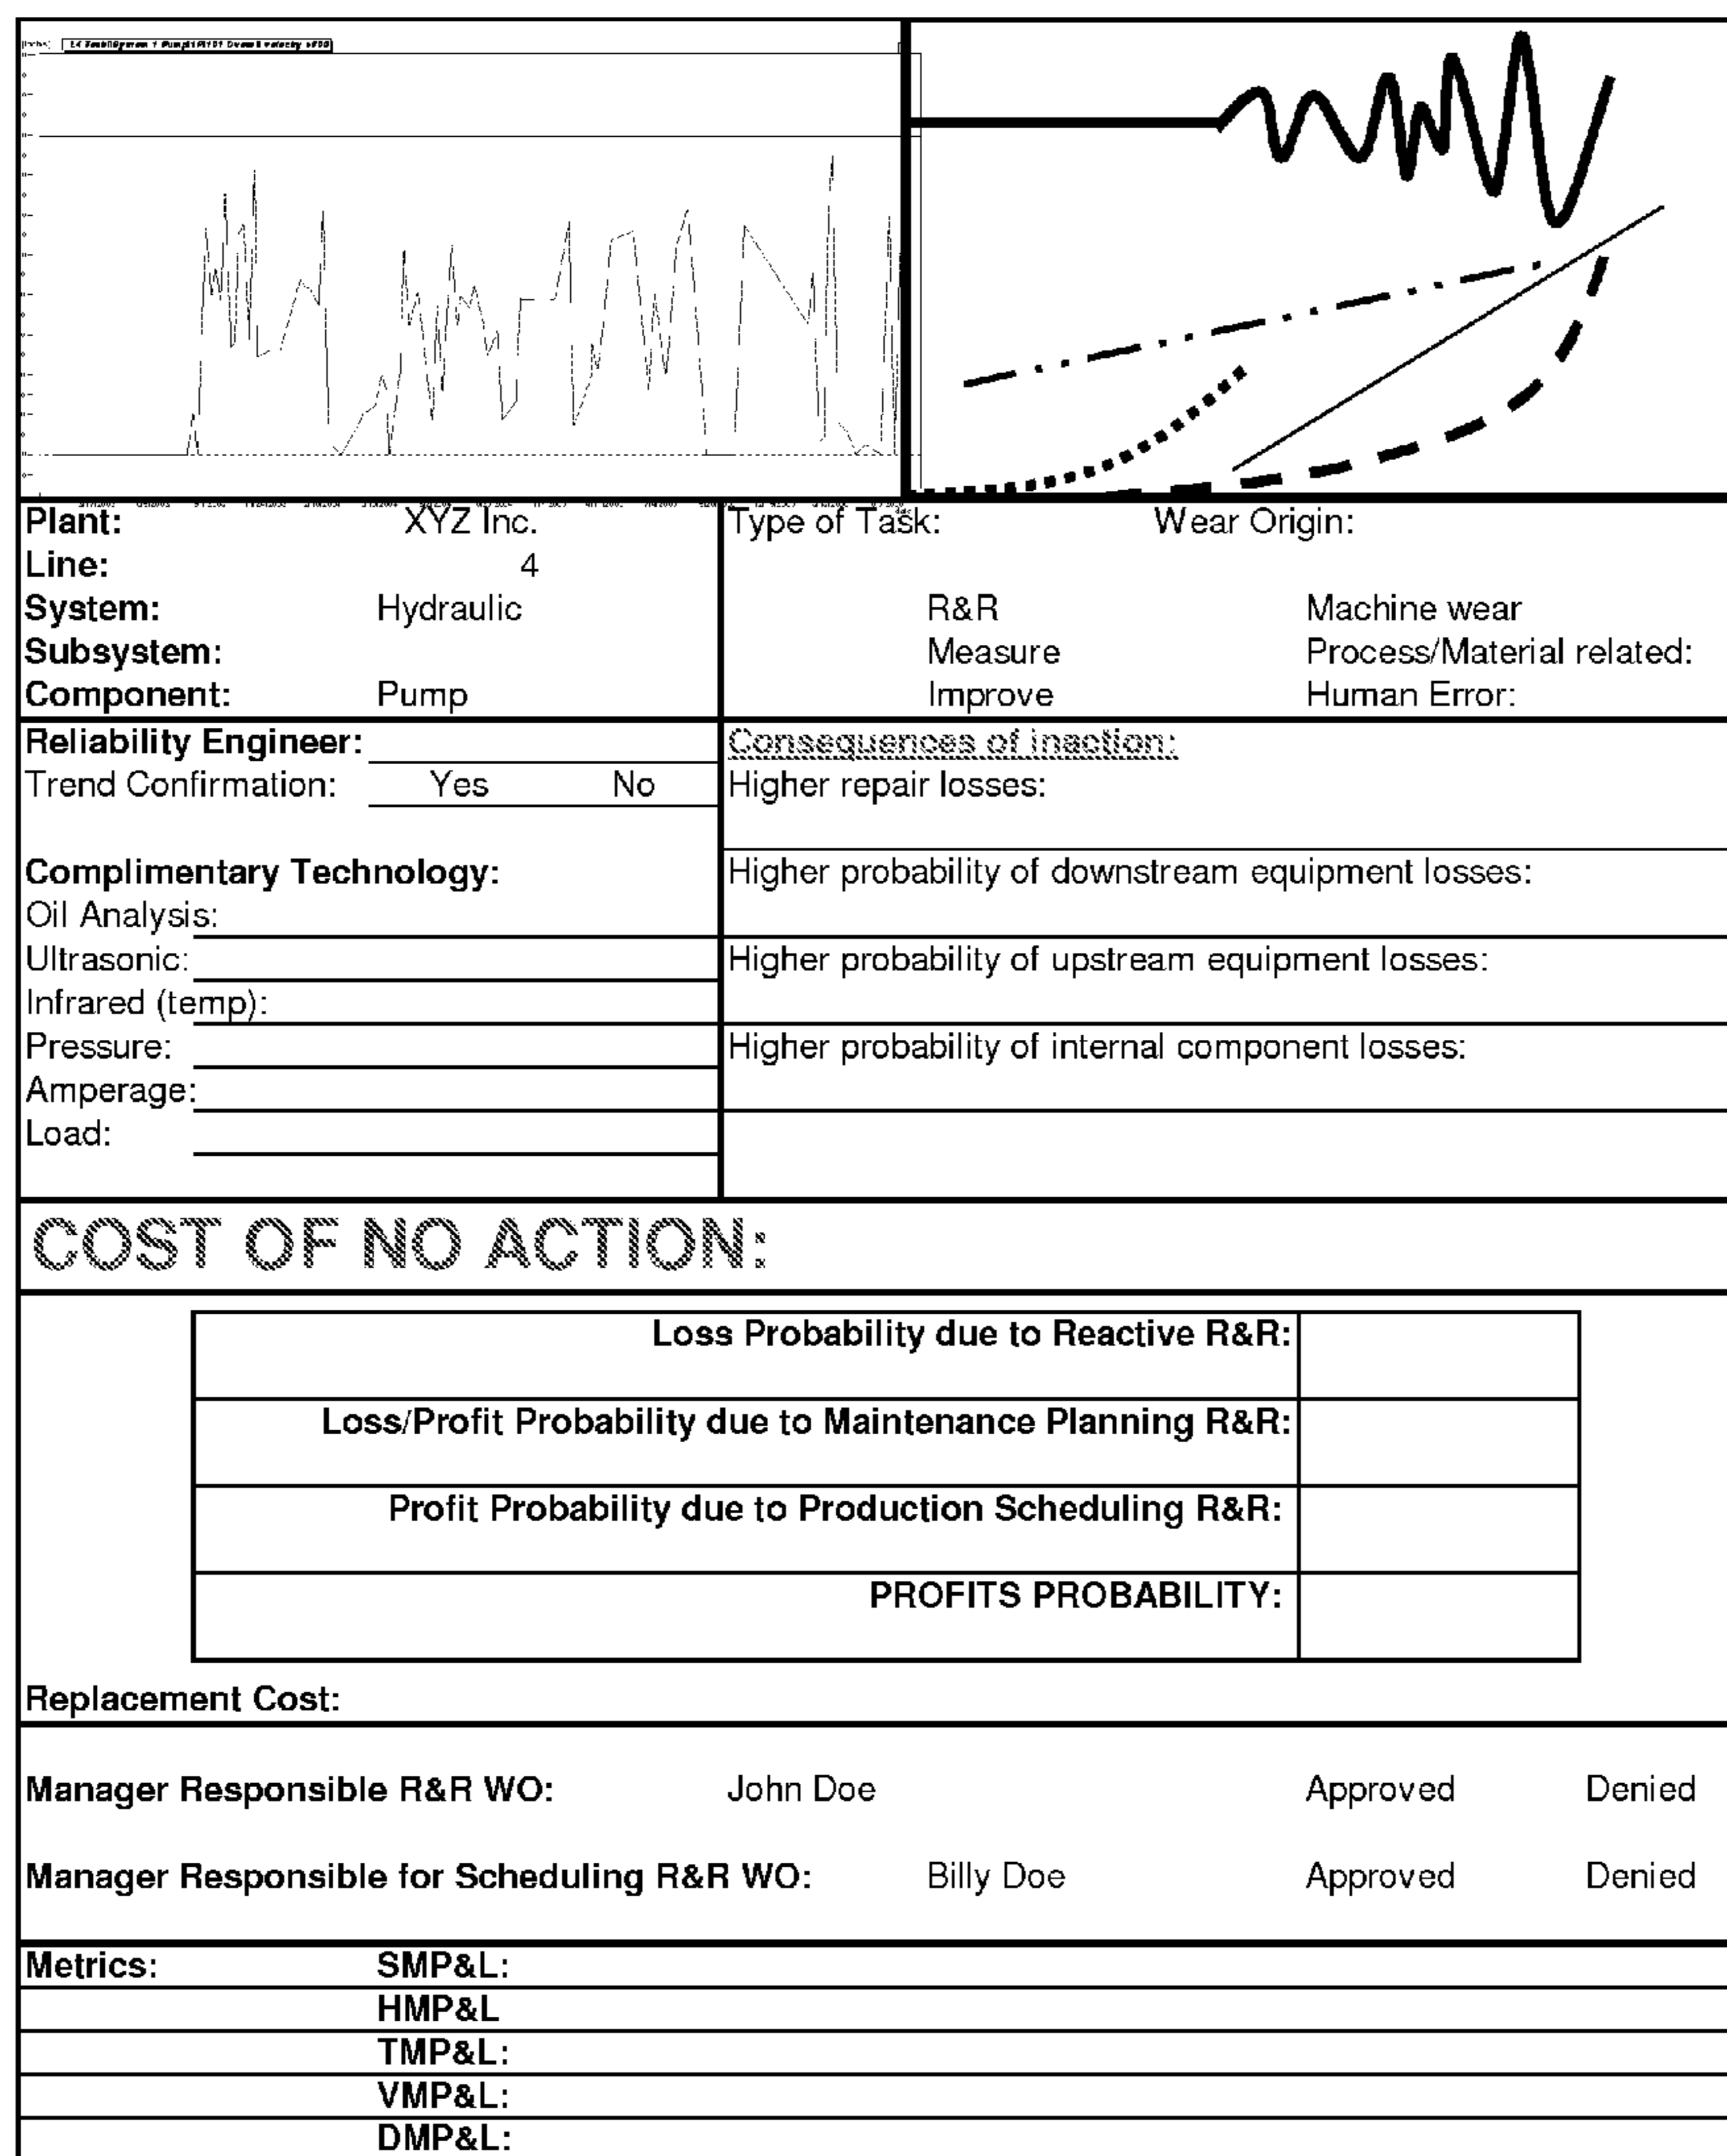 Plant: XYZ Inc. Type of Task: Wear Origin:
Line: 4
System: Hydraulic R&R Machine wear
Subsystem: Measure Process/Material related:
Component: Pump Improve Human Error:
Reliability Engineer: Consequences of inaction:
Trend Confirmation: Yes No Higher repair losses:
Complimentary Technology: Higher probability of downstream equipment losses:
Oil Analysis:
Ultrasonic: Higher probability of upstream equipment losses:
Infrared (temp):
Pressure: Higher probability of internal component losses:
Amperage:
Load:
COST OF NO ACTION:
Loss Probability due to Reactive R&R:
Loss/Profit Probability due to Maintenance Planning R&R:
Profit Probability due to Production Scheduling R&R:
PROFITS PROBABILITY:
Replacement Cost:
Manager Responsible R&R WO: John Doe Approved Denied
Manager Responsible for Scheduling R&R WO: Billy Doe Approved Denied
Metrics: SMP&L:
HMP&L
TMP&L:
VMP&L:
DMP&L: